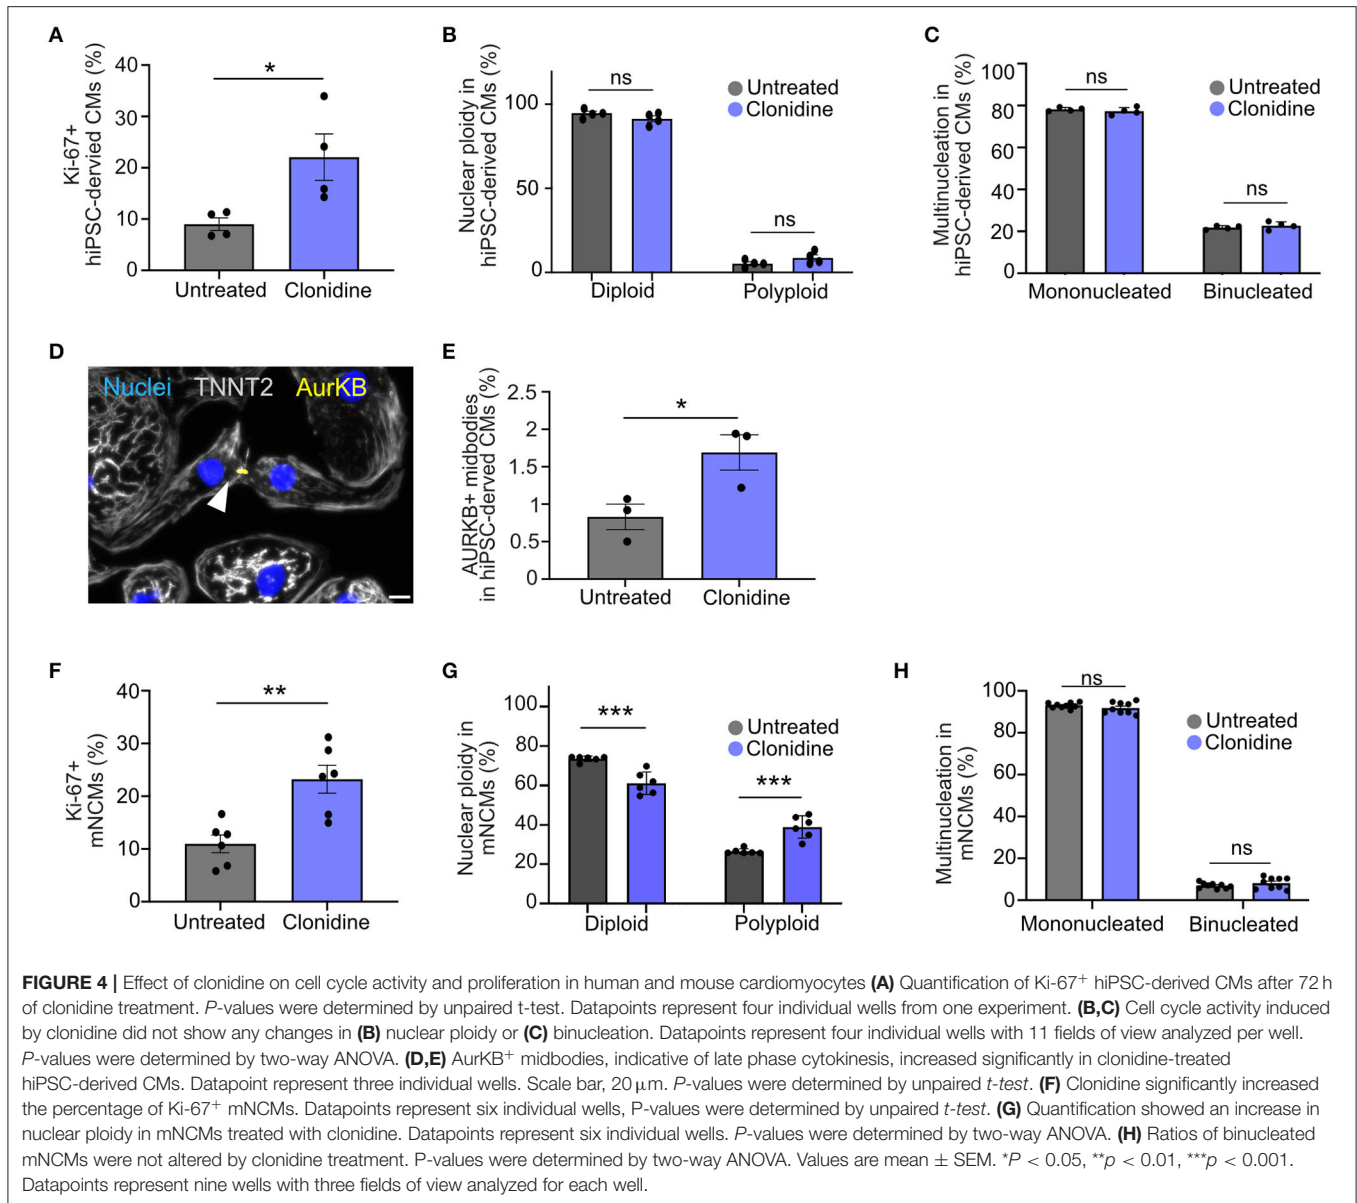 A
Ki-67+
hiPSC-dervied CMs (%)
40
30
20
10
0
*
Untreated Clonidine
B
Nuclear ploidy in
hiPSC-derived CMs (%)
100
50
0
ns
ns
Untreated
Clonidine
Diploid Polyploid
C
Multinucleation in
hiPSC-derived CMs (%)
80
80
60
40
20
0
ns
ns
Untreated
Clonidine
Mononucleated Binucleated
D
Nuclei TNNT2 AurKB
E
AURKB+ midbodies
in hiPSC-derved CMs (%)
2.5
2
1.5
1
0.5
0
*
Untreated Clonidine
F
Ki-67+
mNCMs (%)
40
30
20
10
0
**
Untreated Clonidine
G
Nuclear ploidy in
mNCMs (%)
100
80
60
40
20
0
***
***
Untreated
Clonidine
Diploid Polyploid
H
Multinucleation in
mNCMs (%)
100
80
60
40
20
0
ns
ns
Untreated
Clonidine
Mononucleated Binucleated
FIGURE 4 | Effect of clonidine on cell cycle activity and proliferation in human and mouse cardiomyocytes (A) Quantification of Ki-67+ hiPSC-derived CMs after 72 h
of clonidine treatment. P-values were determined by unpaired t-test. Datapoints represent four individual wells from one experiment. (B,C) Cell cycle activity induced
by clonidine did not show any changes in (B) nuclear ploidy or (C) binucleation. Datapoints represent four individual wells with 11 fields of view analyzed per well.
P-values were determined by two-way ANOVA. (D,E) AurKB+ midbodies, indicative of late phase cytokinesis, increased significantly in clonidine-treated
hiPSC-derived CMs. Datapoint represent three individual wells. Scale bar, 20 μm. P-values were determined by unpaired t-test. (F) Clonidine significantly increased
the percentage of Ki-67+ mNCMs. Datapoints represent six individual wells, P-values were determined by unpaired t-test. (G) Quantification showed an increase in
nuclear ploidy in mNCMs treated with clonidine. Datapoints represent six individual wells. P-values were determined by two-way ANOVA. (H) Ratios of binucleated
mNCMs were not altered by clonidine treatment. P-values were determined by two-way ANOVA. Values are mean ± SEM. *P < 0.05, **p < 0.01, ***p < 0.001.
Datapoints represent nine wells with three fields of view analyzed for each well.